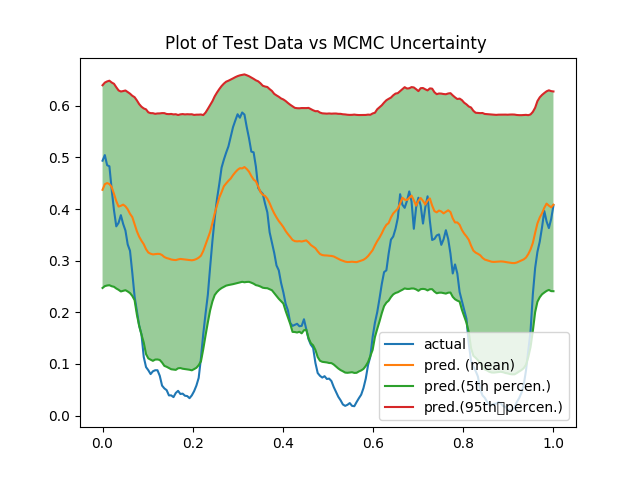 Plot of Test Data vs MCMC Uncertainty
0.6
0.5
0.4
0.3
0.2
0.1
0.0
0.0 0.2 0.4 0.6 0.8 1.0
actual
pred. (mean)
pred.(5th percen.)
pred.(95th▯percen.)